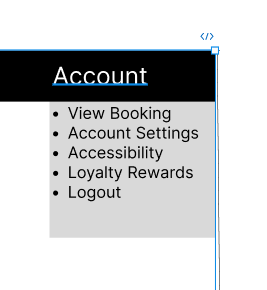 </>
Account
• View Booking
• Account Settings
• Accessibility
• Loyalty Rewards
• Logout